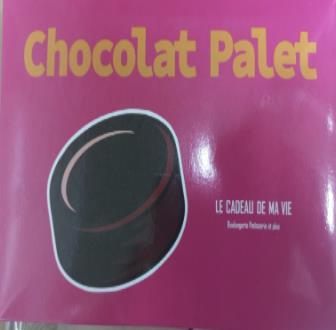 Chocolat Palet
LE CADEAU DE MA VIE
Boulangerie Patisserie et plus